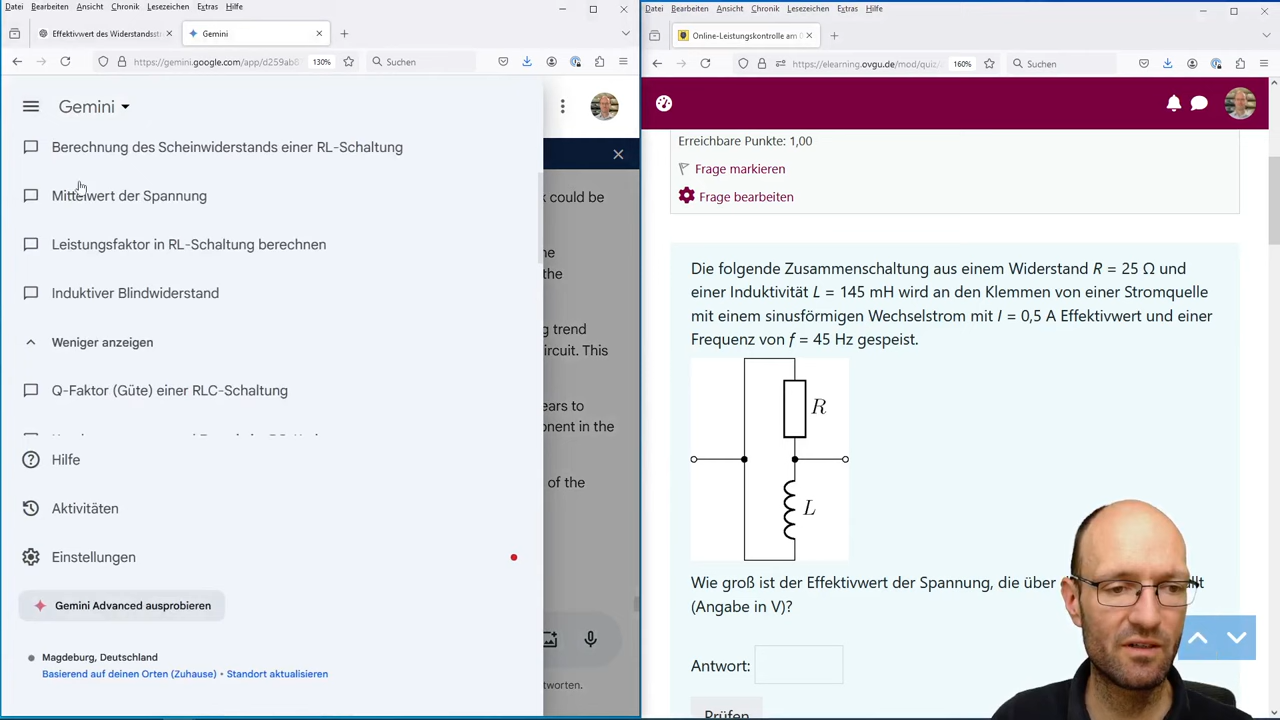 Datei Bearbeiten Ansicht Chronik Lesezeichen Extras Hilfe
Effektivwert des Widerstandsst
Gemini
https://gemini.google.com/app/d259ab8
130%
Suchen
Gemini
Berechnung des Scheinwiderstands einer RL-Schaltung
Mittelwert der Spannung
Leistungsfaktor in RL-Schaltung berechnen
Induktiver Blindwiderstand
Weniger anzeigen
Q-Faktor (Güte) einer RLC-Schaltung
Hilfe
Aktivitäten
Einstellungen
Gemini Advanced ausprobieren
Magdeburg, Deutschland
Basierend auf deinen Orten (Zuhause) • Standort aktualisieren
could be
the
ng trend
ircuit. This
ears to
ponent in the
of the
tworten.
Datei Bearbeiten Ansicht Chronik Lesezeichen Extras Hilfe
Online-Leistungskontrolle am
https://elearning.ovgu.de/mod/quiz
160%
Suchen
Erreichbare Punkte: 1,00
Frage markieren
Frage bearbeiten
Die folgende Zusammenschaltung aus einem Widerstand R = 25 Ω und
einer Induktivität L = 145 mH wird an den Klemmen von einer Stromquelle
mit einem sinusförmigen Wechselstrom mit I = 0,5 A Effektivwert und einer
Frequenz von f = 45 Hz gespeist.
R
L
Wie groß ist der Effektivwert der Spannung, die über
(Angabe in V)?
Antwort:
Prüfen